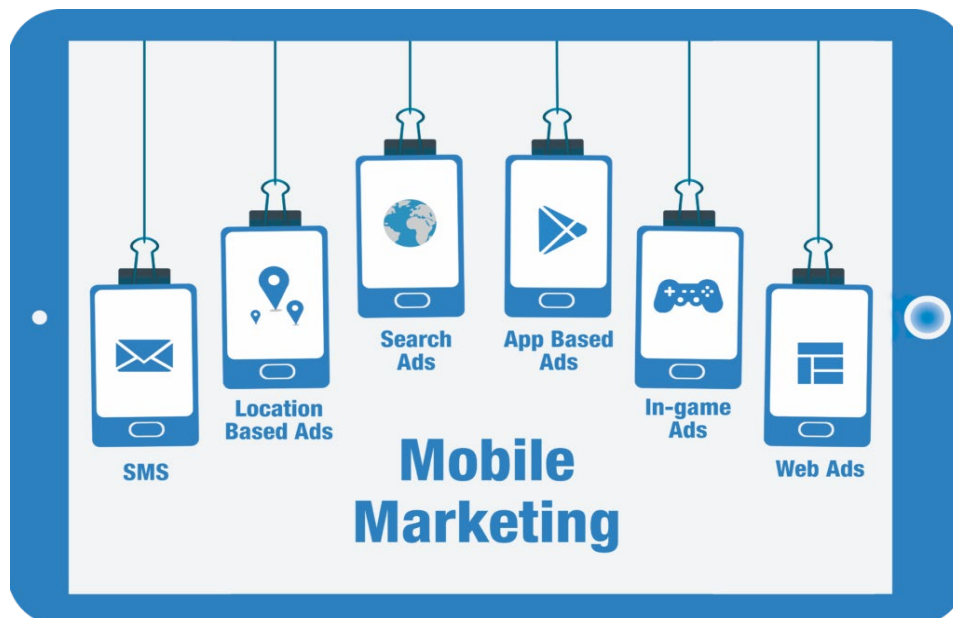 SMS
Location
Based Ads
Search
Ads
App Based
Ads
In-game
Ads
Web Ads
Mobile
Marketing